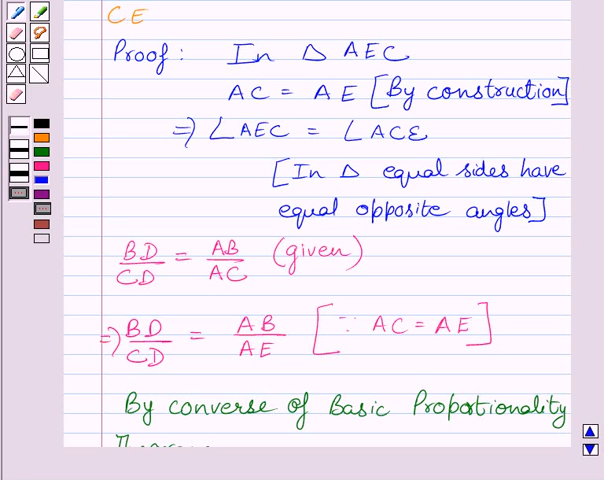 CE
Proof : In △ AEC
AC = AE [By construction]
⇒ ∠AEC = ∠ACE
[In △ equal sides have
equal opposite angles]
BD/CD = AB/AC (given)
⇒ BD/CD = AB/AE [∵ AC = AE]
By converse of Basic Proportionality